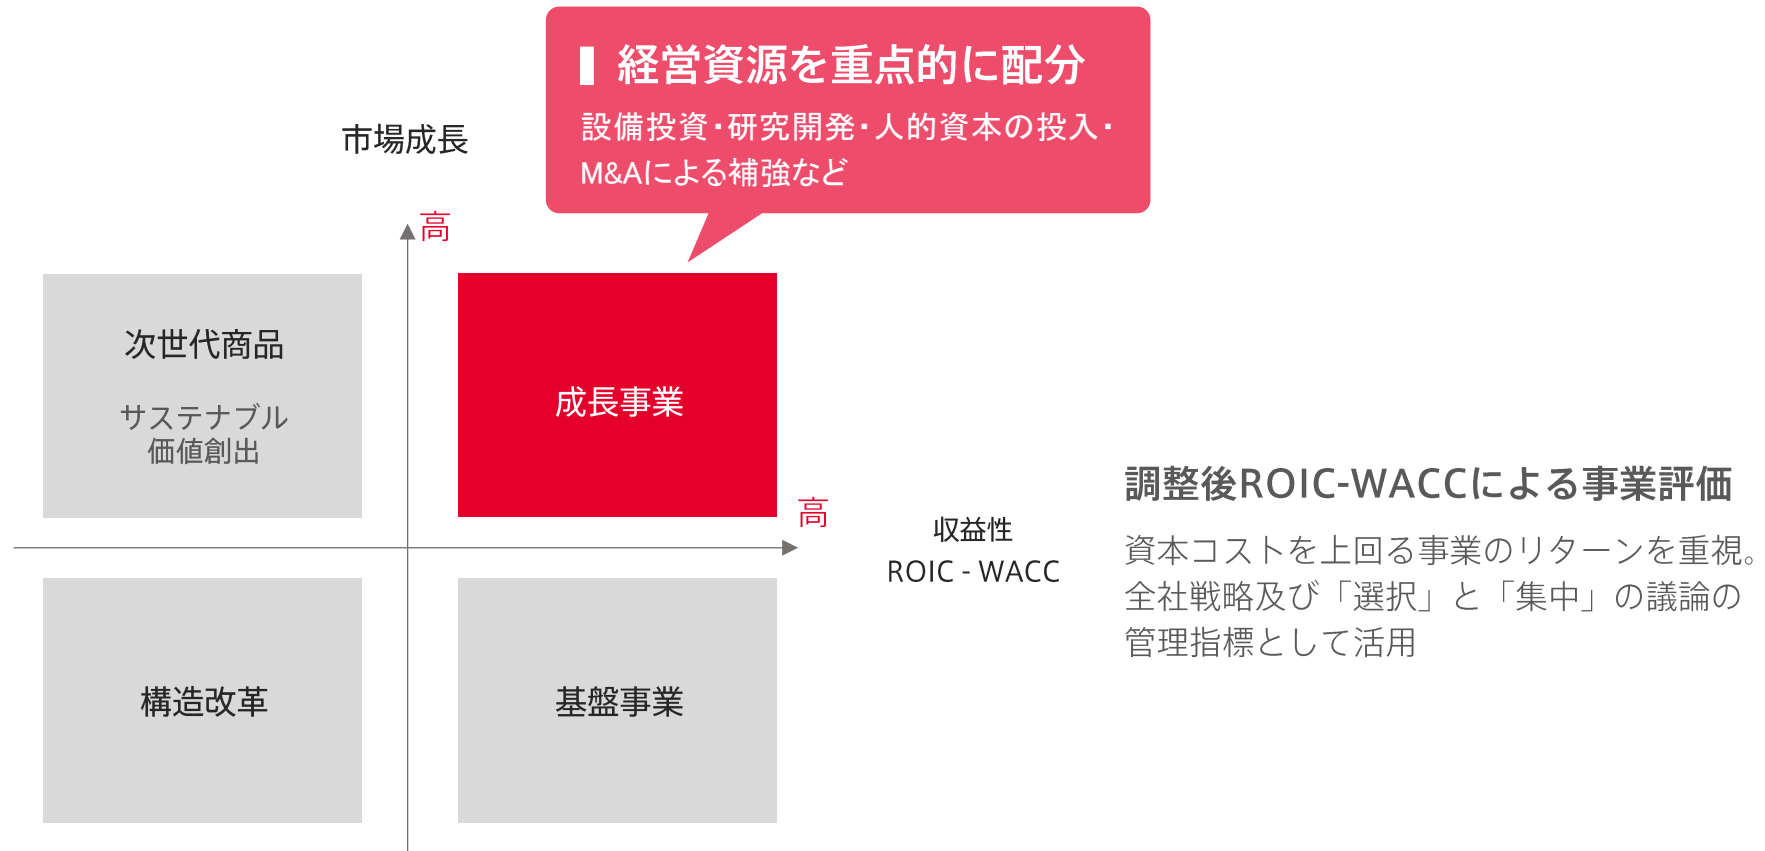 経営資源を重点的に配分
設備投資・研究開発・人的資本の投入・
M&Aによる補強など
市場成長
高
次世代商品
サステナブル
価値創出
成長事業
高
収益性
ROIC - WACC
構造改革
基盤事業
調整後ROIC-WACCによる事業評価
資本コストを上回る事業のリターンを重視。
全社戦略及び「選択」と「集中」の議論の
管理指標として活用